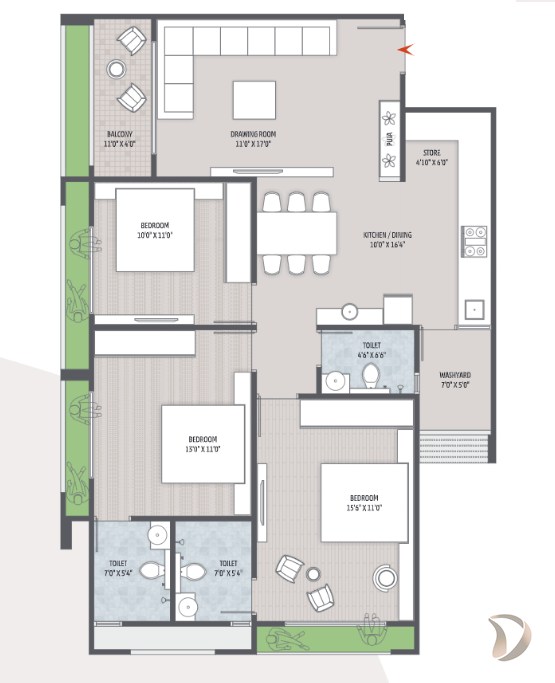 BALCONY
11'0" X 4'0"
DRAWING ROOM
11'0" X 17'0"
PUJA
STORE
4'10" X 6'0"
BEDROOM
10'0" X 11'0"
KITCHEN / DINING
10'0" X 16'4"
TOILET
4'6" X 6'6"
WASHYARD
7'0" X 5'0"
BEDROOM
13'0" X 11'0"
BEDROOM
15'6" X 11'0"
TOILET
7'0" X 5'4"
TOILET
7'0" X 5'4"